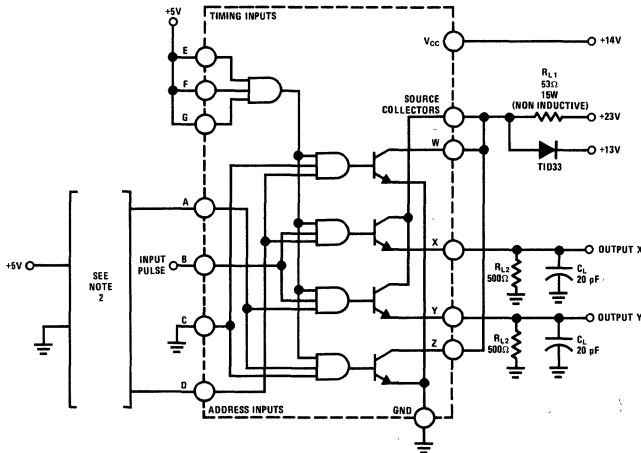 +5V
TIMING INPUTS
E
F
G
VCC
+14V
SOURCE
COLLECTORS
RL1
53Ω
15W
(NON INDUCTIVE)
+23V
+13V
TID33
W
A
X
OUTPUT X
RL2
500Ω
CL
20 pF
+5V
SEE
NOTE
2
INPUT
PULSE
B
C
Y
OUTPUT Y
RL2
500Ω
CL
20 pF
Z
D
ADDRESS INPUTS
GND